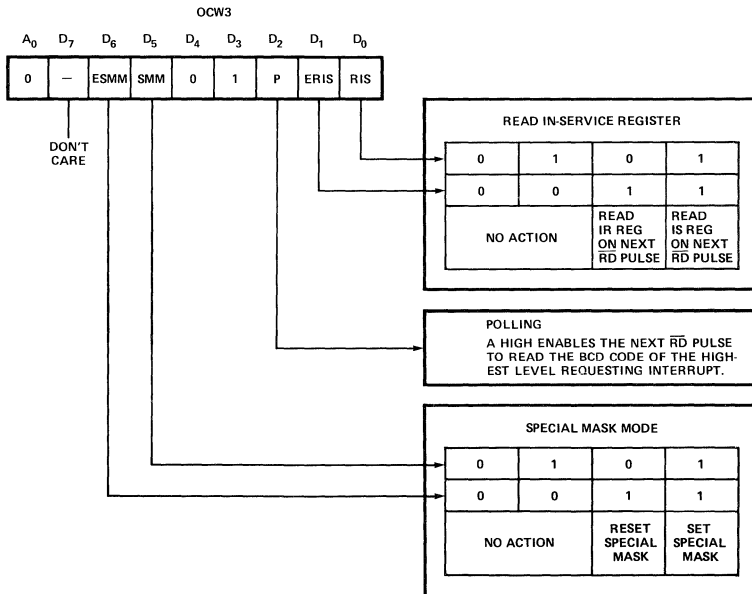 OCW3
A0 D7 D6 D5 D4 D3 D2 D1 D0
0 — ESMM SMM 0 1 P ERIS RIS
DON'T
CARE
READ IN-SERVICE REGISTER
0 1 0 1
0 0 1 1
NO ACTION
READ
IR REG
ON NEXT
RD PULSE
READ
IS REG
ON NEXT
RD PULSE
POLLING
A HIGH ENABLES THE NEXT RD PULSE
TO READ THE BCD CODE OF THE HIGH-
EST LEVEL REQUESTING INTERRUPT.
SPECIAL MASK MODE
0 1 0 1
0 0 1 1
NO ACTION
RESET
SPECIAL
MASK
SET
SPECIAL
MASK